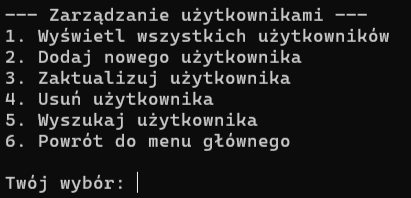 --- Zarządzanie użytkownikami ---
1. Wyświetl wszystkich użytkowników
2. Dodaj nowego użytkownika
3. Zaktualizuj użytkownika
4. Usuń użytkownika
5. Wyszukaj użytkownika
6. Powrót do menu głównego
Twój wybór: